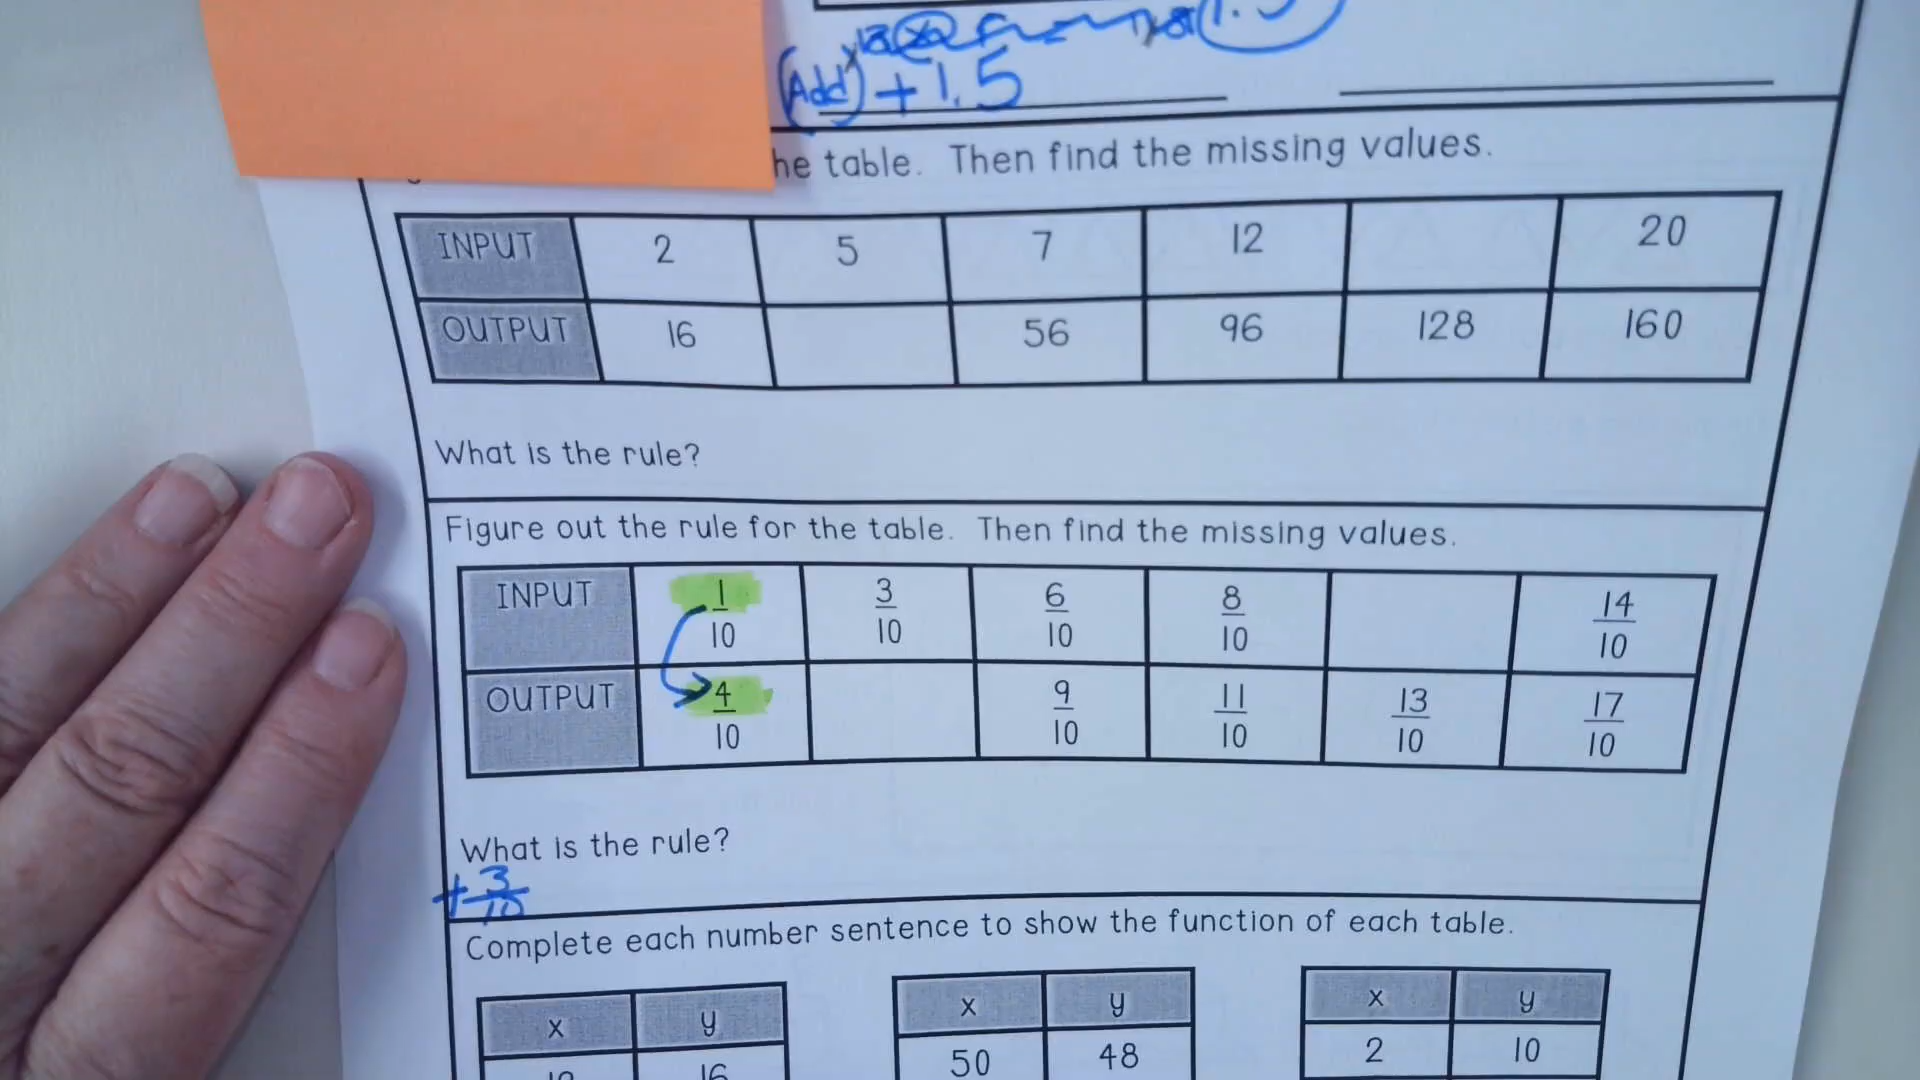 (Add) + 1.5
he table. Then find the missing values.
INPUT 2 5 7 12 20
OUTPUT 16 56 96 128 160
What is the rule?
Figure out the rule for the table. Then find the missing values.
INPUT 1/10 3/10 6/10 8/10 14/10
OUTPUT 4/10 9/10 11/10 13/10 17/10
What is the rule?
+ 3/10
Complete each number sentence to show the function of each table.
x y x y x y
16 50 48 2 10